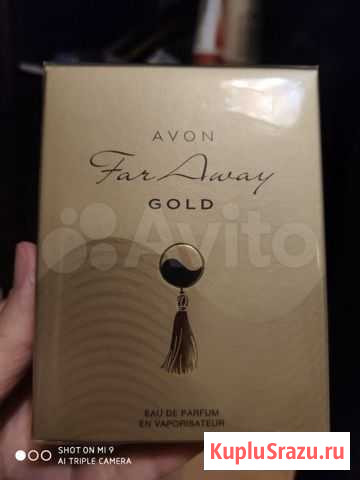 AVON
Far Away
GOLD
Avito
EAU DE PARFUM
EN VAPORISATEUR
SHOT ON MI 9
AI TRIPLE CAMERA
KupluSrazu.ru